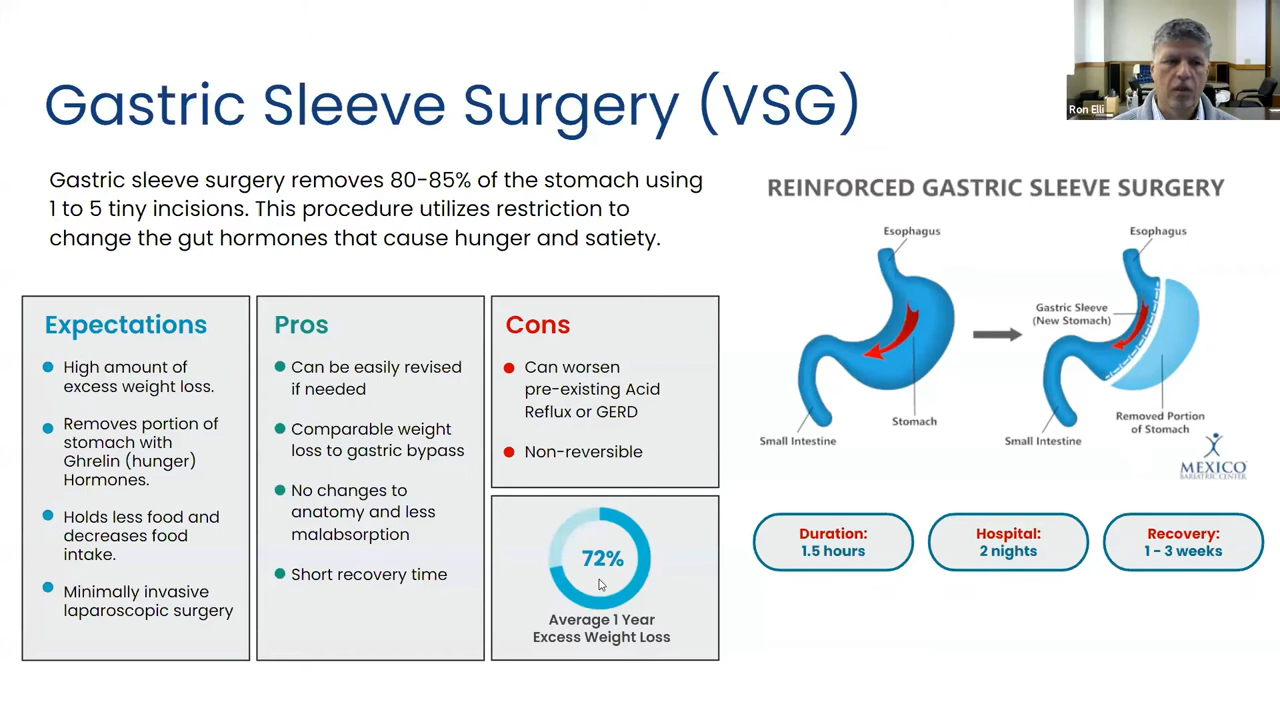 Gastric Sleeve Surgery (VSG)
Ron Elli
Gastric sleeve surgery removes 80-85% of the stomach using
1 to 5 tiny incisions. This procedure utilizes restriction to
change the gut hormones that cause hunger and satiety.
Expectations
High amount of
excess weight loss.
Removes portion of
stomach with
Ghrelin (hunger)
Hormones.
Holds less food and
decreases food
intake.
Minimally invasive
laparoscopic surgery
Pros
Can be easily revised
if needed
Comparable weight
loss to gastric bypass
No changes to
anatomy and less
malabsorption
Short recovery time
Cons
Can worsen
pre-existing Acid
Reflux or GERD
Non-reversible
72%
Average 1 Year
Excess Weight Loss
REINFORCED GASTRIC SLEEVE SURGERY
Esophagus
Stomach
Small Intestine
Esophagus
Gastric Sleeve
(New Stomach)
Removed Portion
of Stomach
Small Intestine
MEXICO
BARIATRIC CENTER
Duration:
1.5 hours
Hospital:
2 nights
Recovery:
1 - 3 weeks